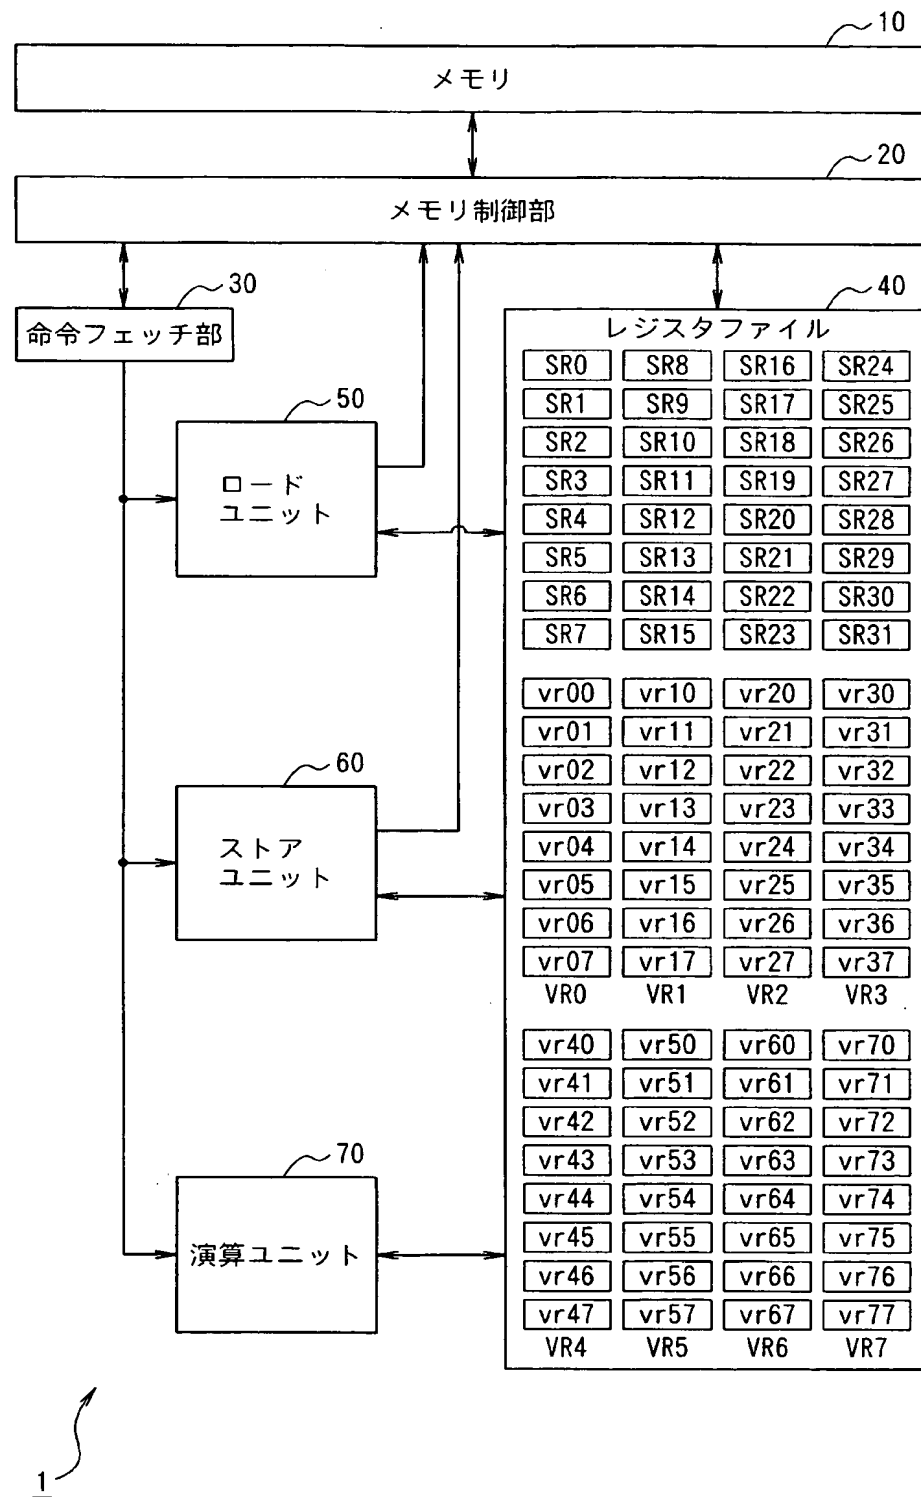 10
メモリ
20
メモリ制御部
30
命令フェッチ部
40
レジスタファイル
SR0 SR8 SR16 SR24
SR1 SR9 SR17 SR25
SR2 SR10 SR18 SR26
SR3 SR11 SR19 SR27
SR4 SR12 SR20 SR28
SR5 SR13 SR21 SR29
SR6 SR14 SR22 SR30
SR7 SR15 SR23 SR31
vr00 vr10 vr20 vr30
vr01 vr11 vr21 vr31
vr02 vr12 vr22 vr32
vr03 vr13 vr23 vr33
vr04 vr14 vr24 vr34
vr05 vr15 vr25 vr35
vr06 vr16 vr26 vr36
vr07 vr17 vr27 vr37
VR0 VR1 VR2 VR3
vr40 vr50 vr60 vr70
vr41 vr51 vr61 vr71
vr42 vr52 vr62 vr72
vr43 vr53 vr63 vr73
vr44 vr54 vr64 vr74
vr45 vr55 vr65 vr75
vr46 vr56 vr66 vr76
vr47 vr57 vr67 vr77
VR4 VR5 VR6 VR7
50
ロード
ユニット
60
ストア
ユニット
70
演算ユニット
1